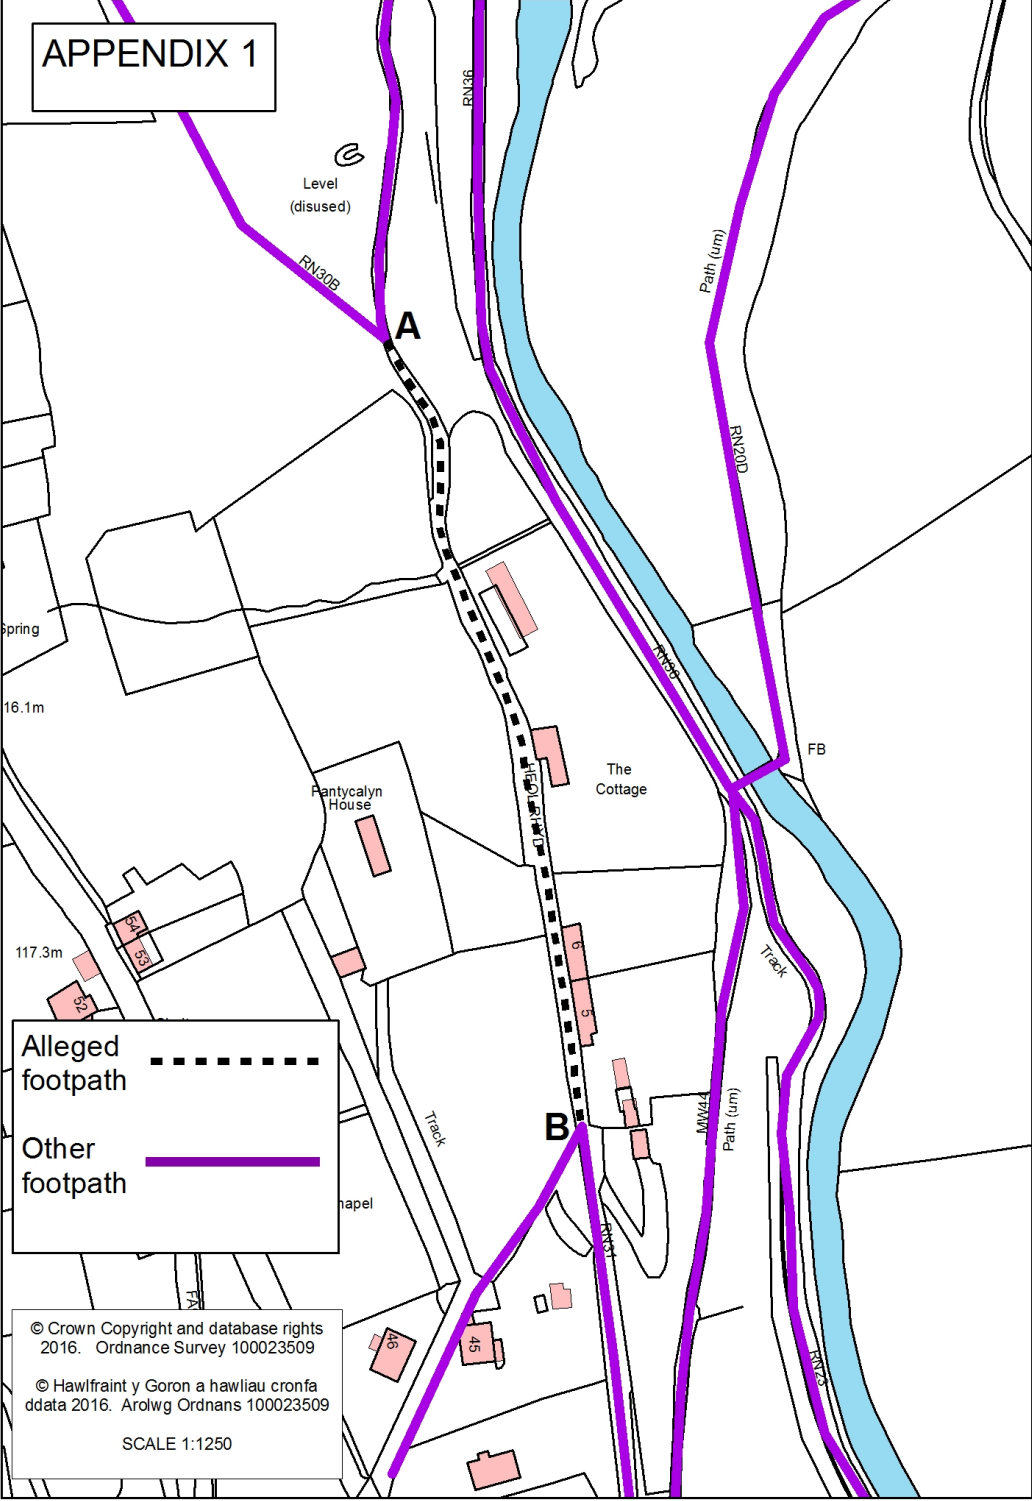 APPENDIX 1
RN36
Level
(disused)
RN30B
Path (um)
A
RN20D
Spring
RN36
16.1m
FB
The
Cottage
Pantycalyn
House
HEOL RHYD
54
53
117.3m
52
6
5
Track
Alleged
footpath
Other
footpath
Track
MW44
Path (um)
B
hapel
RN31
FA
46
45
RN23
© Crown Copyright and database rights
2016. Ordnance Survey 100023509
© Hawlfraint y Goron a hawliau cronfa
ddata 2016. Arolwg Ordnans 100023509
SCALE 1:1250